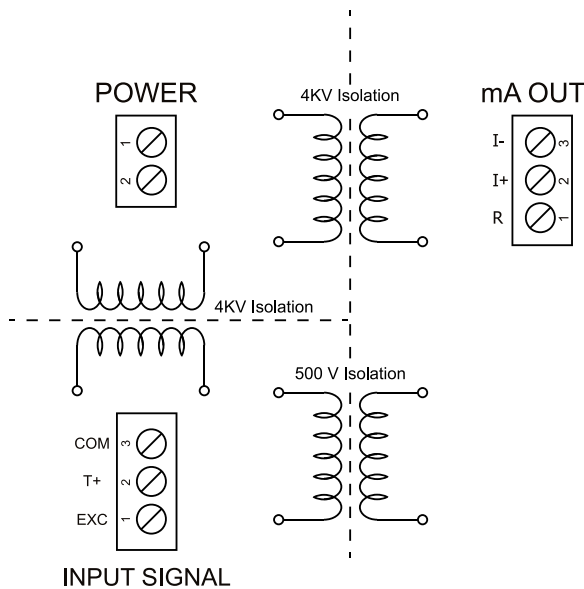 POWER
1
2
4KV Isolation
mA OUT
I-
3
I+
2
R
1
4KV Isolation
500 V Isolation
COM
3
T+
2
EXC
1
INPUT SIGNAL